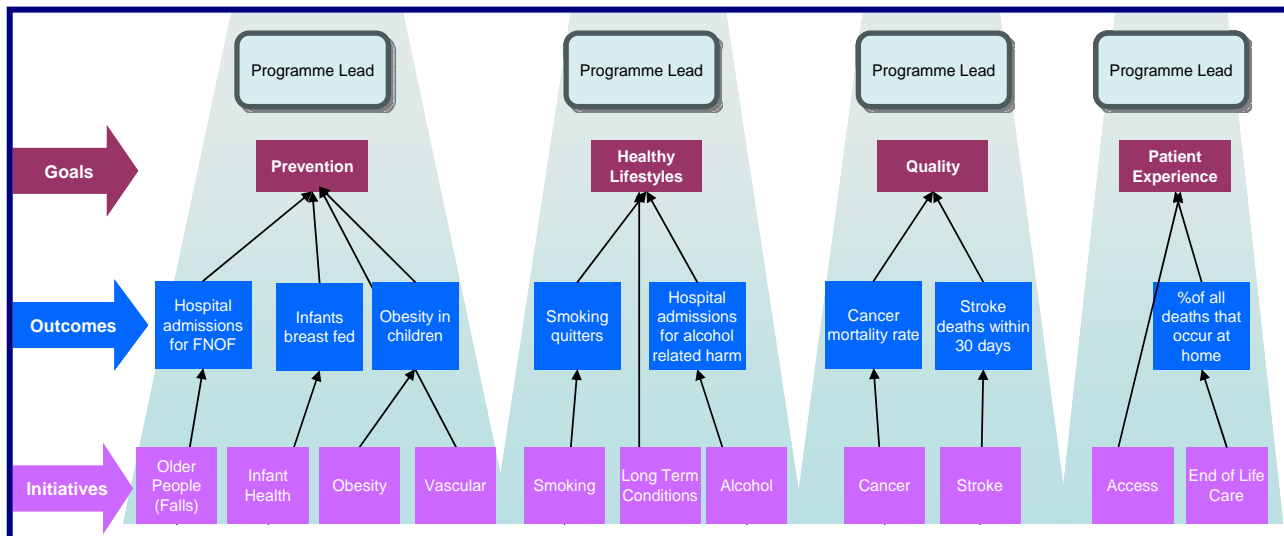 Programme Lead
Programme Lead
Programme Lead
Programme Lead
Goals
Prevention
Healthy
Lifestyles
Quality
Patient
Experience
Outcomes
Hospital
admissions
for FNOF
Infants
breast fed
Obesity in
children
Smoking
quitters
Hospital
admissions
for alcohol
related harm
Cancer
mortality rate
Stroke
deaths within
30 days
%of all
deaths that
occur at
home
Initiatives
Older
People
(Falls)
Infant
Health
Obesity
Vascular
Smoking
Long Term
Conditions
Alcohol
Cancer
Stroke
Access
End of Life
Care